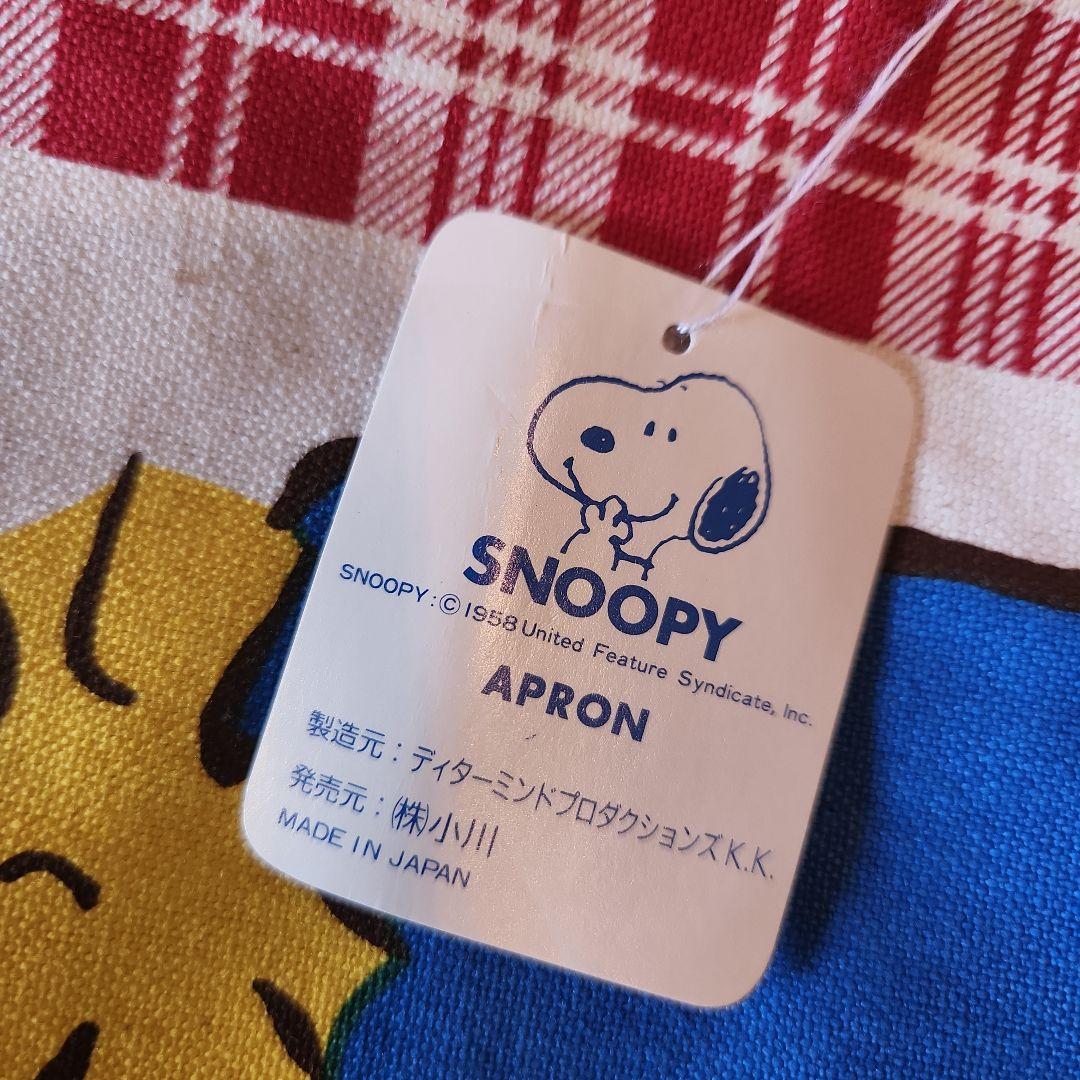 SNOOPY
SNOOPY:©1958 United Feature Syndicate, Inc.
APRON
製造元:ディターミンドプロダクションズK.K.
発売元:㈱小川
MADE IN JAPAN